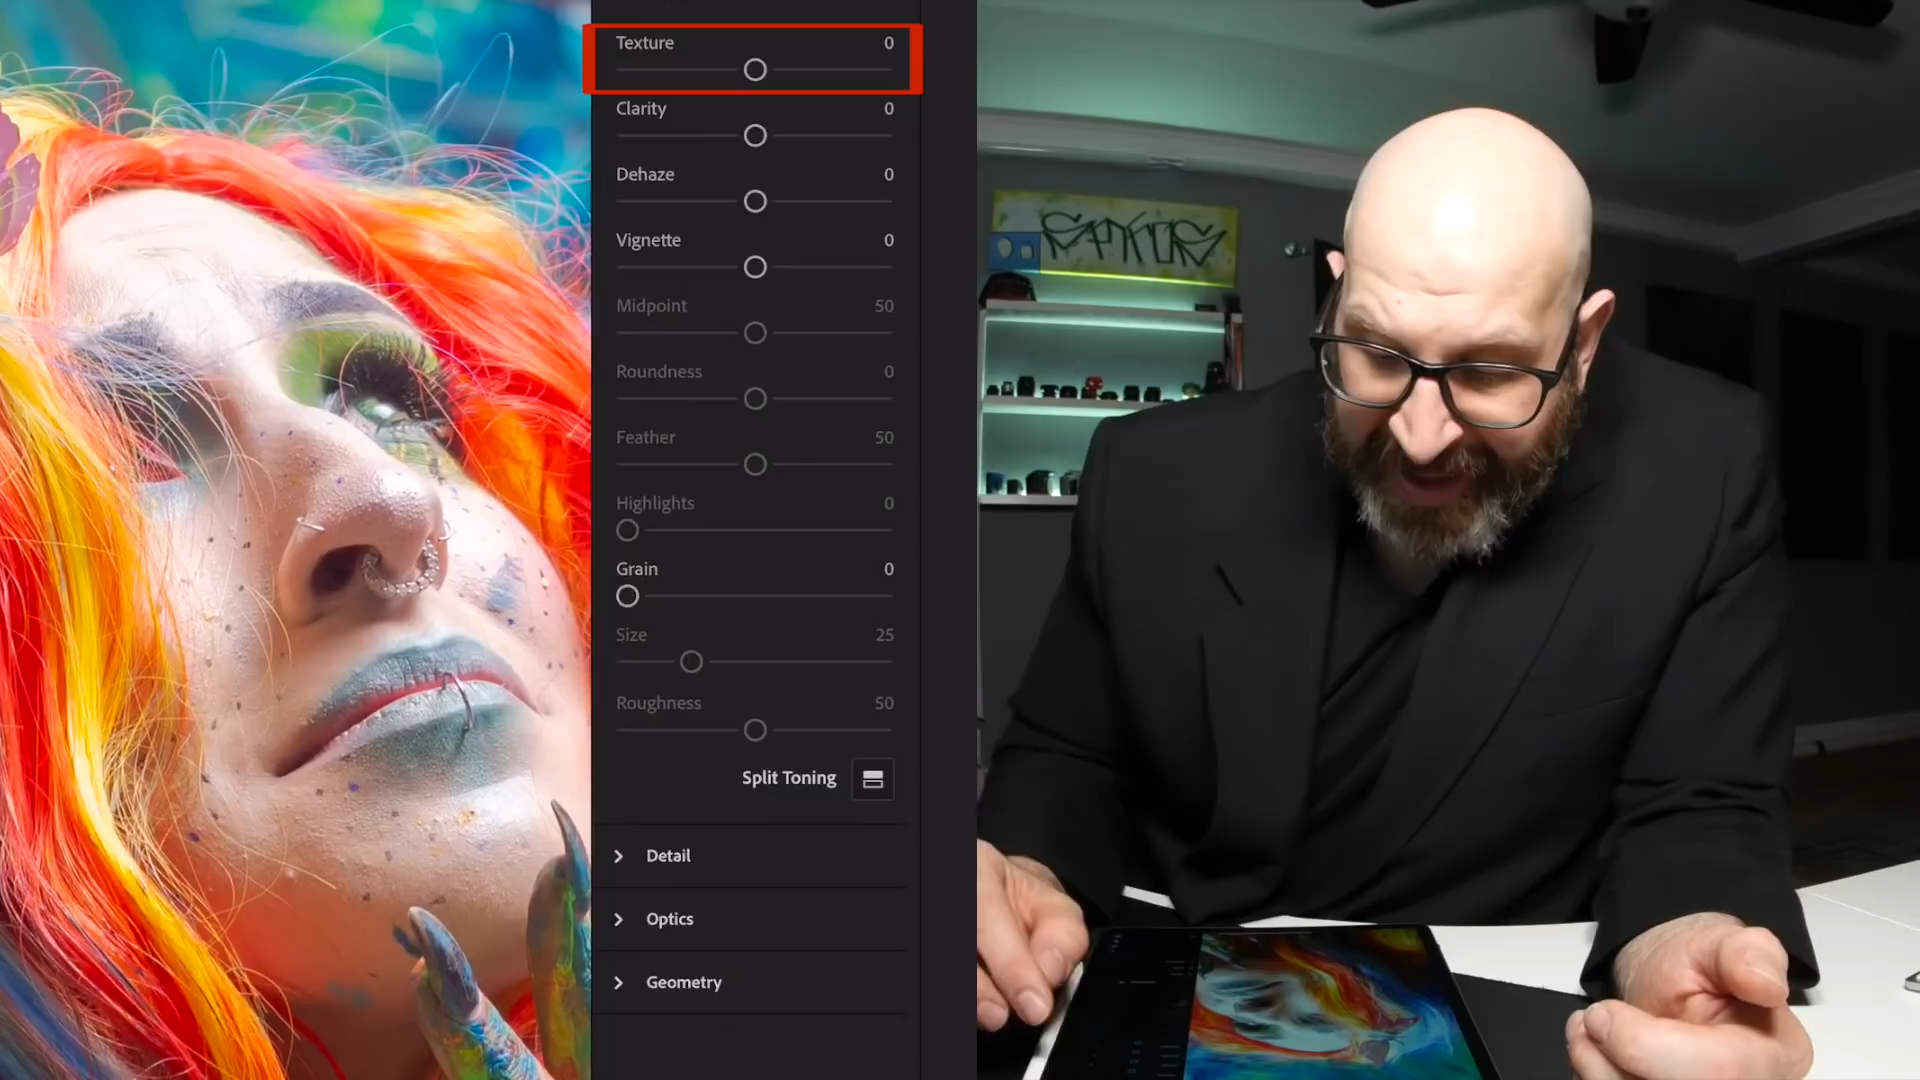 Texture 0
Clarity 0
Dehaze 0
Vignette 0
Midpoint 50
Roundness 0
Feather 50
Highlights 0
Grain 0
Size 25
Roughness 50
Split Toning
Detail
Optics
Geometry